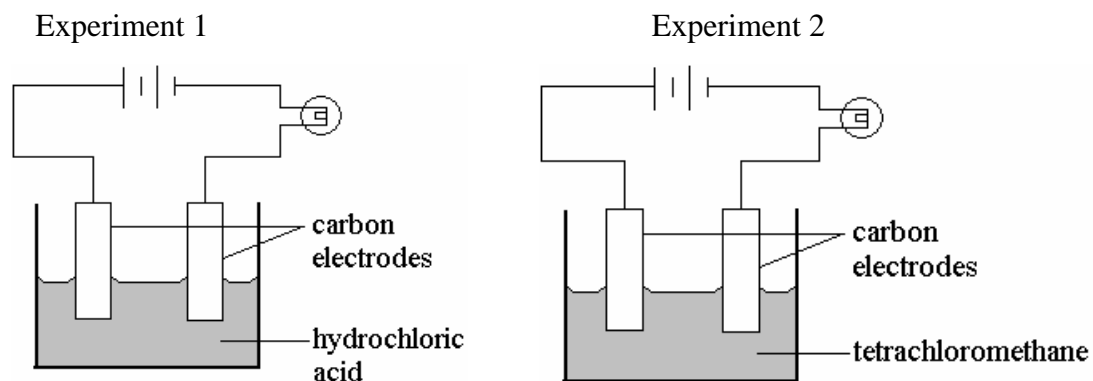 Experiment 1
Experiment 2
carbon
electrodes
hydrochloric
acid
carbon
electrodes
tetrachloromethane